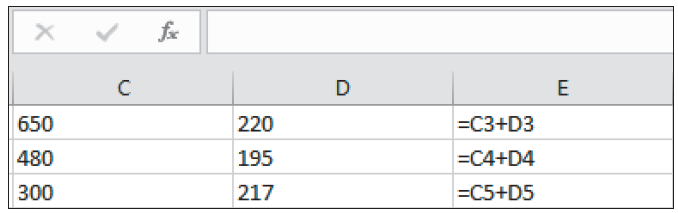 fx
C D E
650 220 =C3+D3
480 195 =C4+D4
300 217 =C5+D5